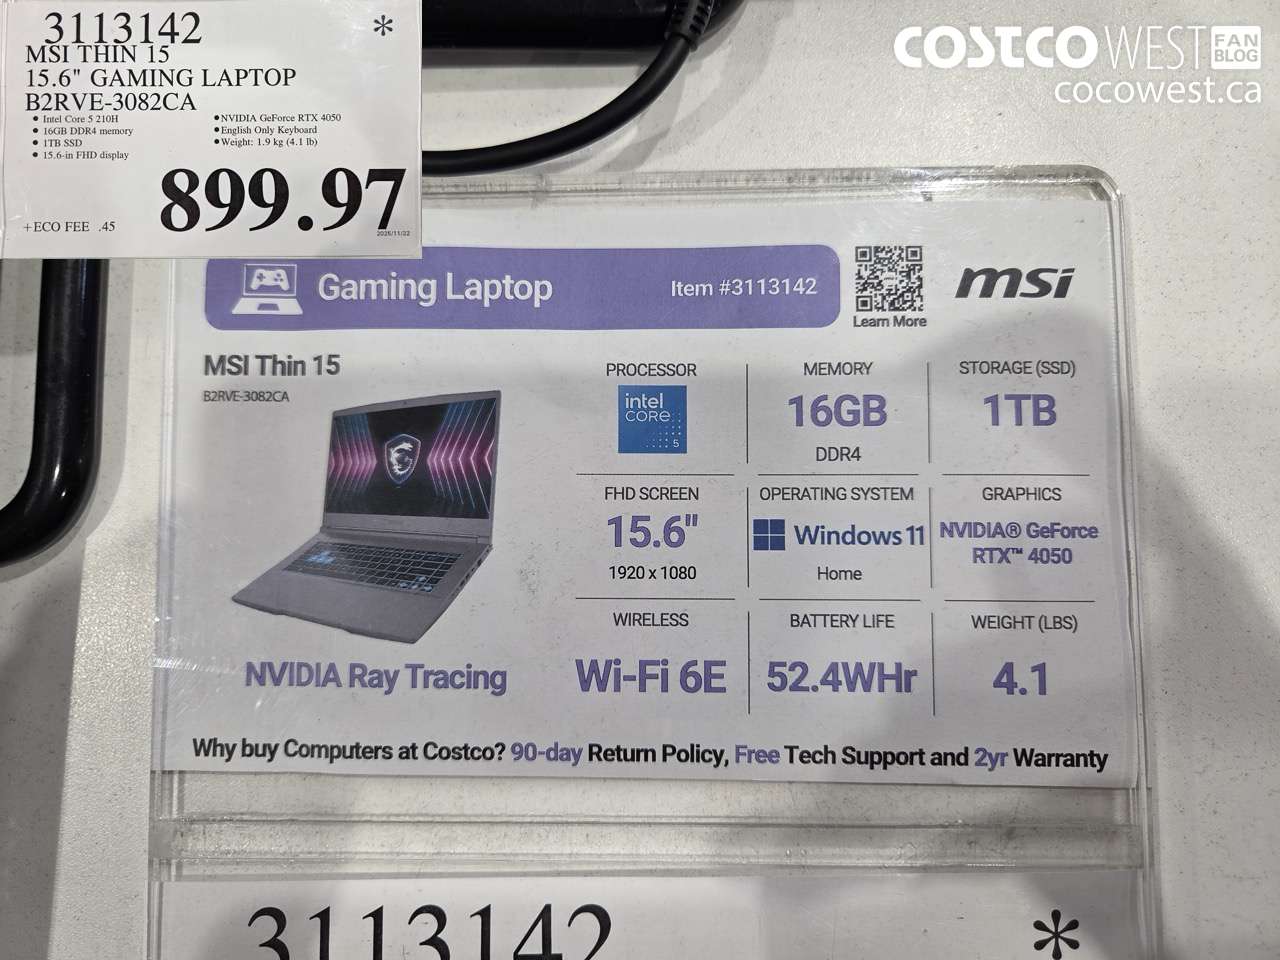 3113142 *
MSI THIN 15
15.6" GAMING LAPTOP
B2RVE-3082CA
• Intel Core 5 210H
• 16GB DDR4 memory
• 1TB SSD
• 15.6-in FHD display
• NVIDIA GeForce RTX 4050
• English Only Keyboard
• Weight: 1.9 kg (4.1 lb)
899.97
+ECO FEE .45
2025/11/22
COSTCO WEST FAN BLOG
cocowest.ca
Gaming Laptop
Item #3113142
Learn More
msi
MSI Thin 15
B2RVE-3082CA
NVIDIA Ray Tracing
PROCESSOR
intel
CORE
5
MEMORY
16GB
DDR4
STORAGE (SSD)
1TB
FHD SCREEN
15.6"
1920 x 1080
OPERATING SYSTEM
Windows 11
Home
GRAPHICS
NVIDIA® GeForce
RTX™ 4050
WIRELESS
Wi-Fi 6E
BATTERY LIFE
52.4WHr
WEIGHT (LBS)
4.1
Why buy Computers at Costco? 90-day Return Policy, Free Tech Support and 2yr Warranty
3113142 *